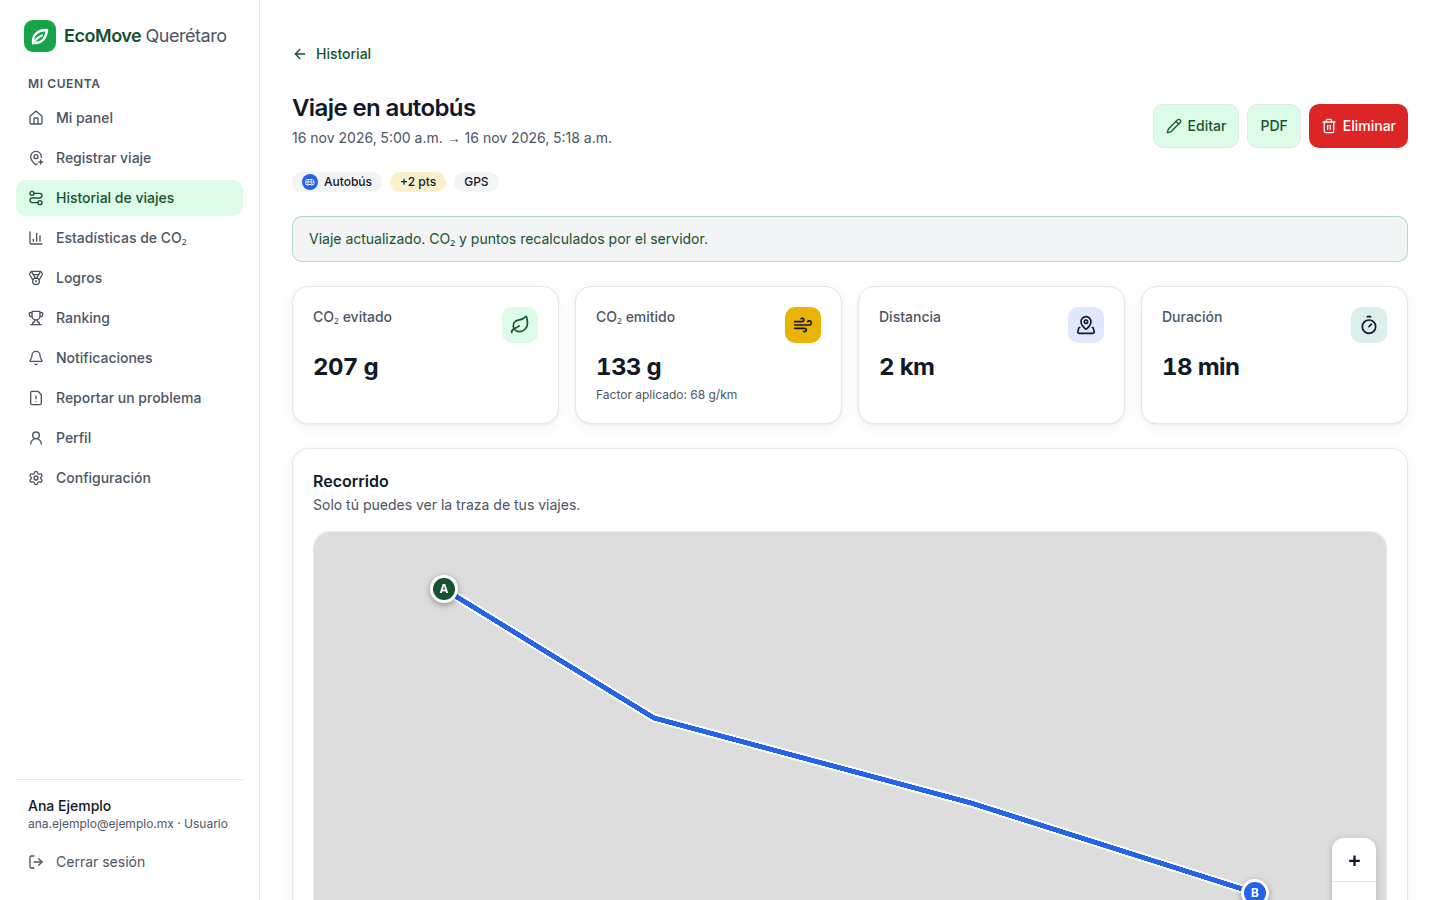 EcoMove Querétaro
MI CUENTA
Mi panel
Registrar viaje
Historial de viajes
Estadísticas de CO₂
Logros
Ranking
Notificaciones
Reportar un problema
Perfil
Configuración
Ana Ejemplo
ana.ejemplo@ejemplo.mx · Usuario
Cerrar sesión
Historial
Viaje en autobús
16 nov 2026, 5:00 a.m. → 16 nov 2026, 5:18 a.m.
Editar
PDF
Eliminar
Autobús
+2 pts
GPS
Viaje actualizado. CO₂ y puntos recalculados por el servidor.
CO₂ evitado
207 g
CO₂ emitido
133 g
Factor aplicado: 68 g/km
Distancia
2 km
Duración
18 min
Recorrido
Solo tú puedes ver la traza de tus viajes.
A
B
+